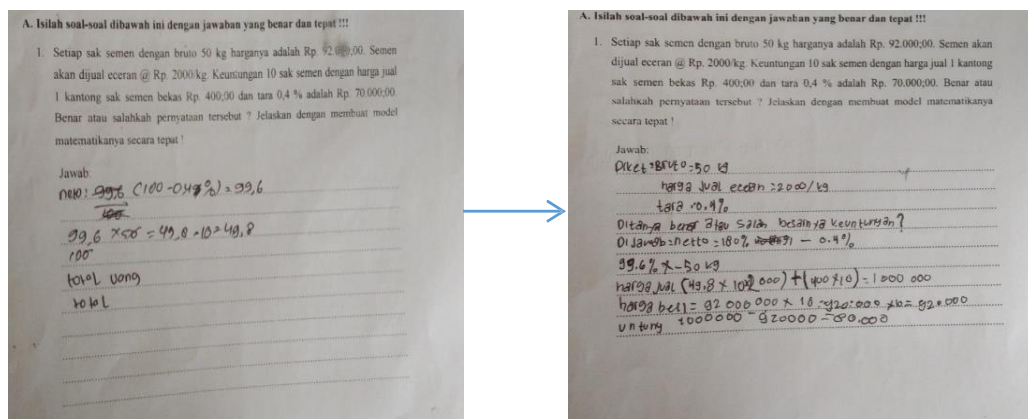 A. Isilah soal-soal dibawah ini dengan jawaban yang benar dan tepat !!!
1. Setiap sak semen dengan bruto 50 kg harganya adalah Rp. 92. ,00. Semen
akan dijual eceran @ Rp. 2000/kg. Keuntungan 10 sak semen dengan harga jual
1 kantong sak semen bekas Rp. 400;00 dan tara 0,4 % adalah Rp. 70.000;00.
Benar atau salahkah pernyataan tersebut ? Jelaskan dengan membuat model
matematikanya secara tepat !
Jawab:
neto: 99,6 (100-0,4%) = 99,6
100
99,6 x 50 = 49,8 × 10 = 49,8
100
total uang
total
A. Isilah soal-soal dibawah ini dengan jawaban yang benar dan tepat !!!
1. Setiap sak semen dengan bruto 50 kg harganya adalah Rp. 92.000;00. Semen akan
dijual eceran @ Rp. 2000/kg. Keuntungan 10 sak semen dengan harga jual 1 kantong
sak semen bekas Rp. 400;00 dan tara 0,4 % adalah Rp. 70.000;00. Benar atau
salahkah pernyataan tersebut ? Jelaskan dengan membuat model matematikanya
secara tepat !
Jawab:
Diket : Bruto = 50 kg
harga Jual eceran = 2000/kg
tara = 0.4%
Ditanya benar atau salah besarnya keuntungan?
Di Jawab = netto = 100% - 0.4%
99.6% x 50 kg
harga Jual (49,8 x 10 2000) + (400 x 10) = 1000 000
harga beli = 92 000 000 x 10 = 920.000 x 10 = 920.000
untung 1000000 - 920000 = 80.000